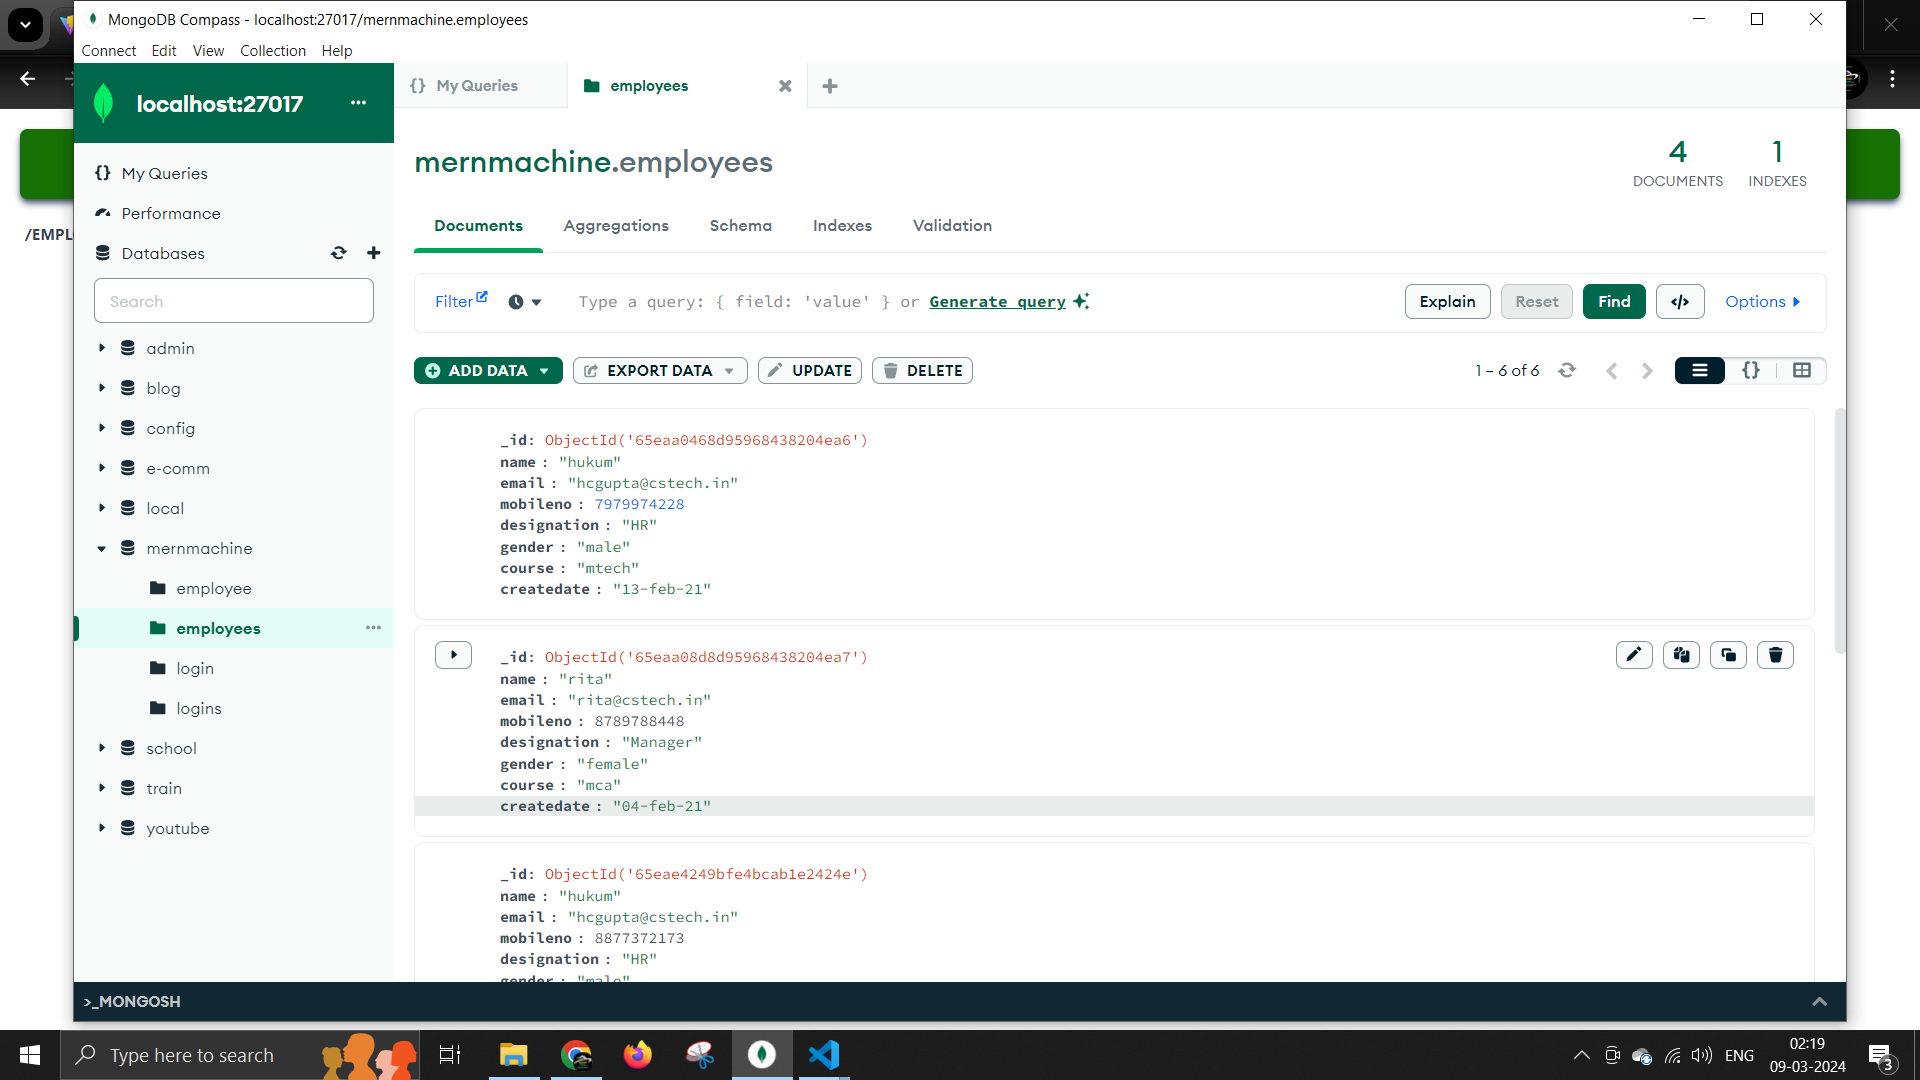 MongoDB Compass - localhost:27017/mernmachine.employees
Connect Edit View Collection Help
localhost:27017
My Queries
employees
My Queries
Performance
Databases
Search
admin
blog
config
e-comm
local
mernmachine
employee
employees
login
logins
school
train
youtube
/EMPL
mernmachine.employees
4
DOCUMENTS
1
INDEXES
Documents Aggregations Schema Indexes Validation
Filter
Type a query: { field: 'value' } or Generate query
Explain Reset Find </> Options
ADD DATA EXPORT DATA UPDATE DELETE
1 – 6 of 6
{}
_id: ObjectId('65eaa0468d95968438204ea6')
name : "hukum"
email : "hcgupta@cstech.in"
mobileno : 7979974228
designation : "HR"
gender : "male"
course : "mtech"
createdate : "13-feb-21"
_id: ObjectId('65eaa08d8d95968438204ea7')
name : "rita"
email : "rita@cstech.in"
mobileno : 8789788448
designation : "Manager"
gender : "female"
course : "mca"
createdate : "04-feb-21"
_id: ObjectId('65eae4249bfe4bcab1e2424e')
name : "hukum"
email : "hcgupta@cstech.in"
mobileno : 8877372173
designation : "HR"
gender : "male"
>_MONGOSH
Type here to search
ENG
02:19
09-03-2024
3